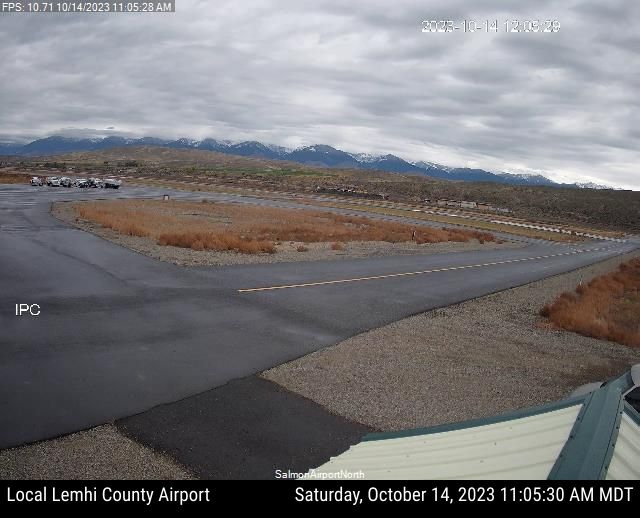 FPS: 10.71 10/14/2023 11:05:28 AM
2023-10-14 12:05:29
IPC
SalmonAirportNorth
Local Lemhi County Airport
Saturday, October 14, 2023 11:05:30 AM MDT